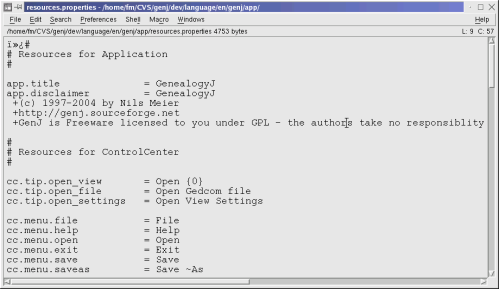 resources.properties - /home/fm/CVS/genj/dev/language/en/genj/app/
File Edit Search Preferences Shell Macro Windows Help
/home/fm/CVS/genj/dev/language/en/genj/app/resources.properties 4753 bytes L: 9 C: 57
ï»¿#
# Resources for Application
#
app.title = GenealogyJ
app.disclaimer = GenealogyJ
+(c) 1997-2004 by Nils Meier
+http://genj.sourceforge.net
+GenJ is Freeware licensed to you under GPL - the authors take no responsiblity
#
# Resources for ControlCenter
#
cc.tip.open_view = Open {0}
cc.tip.open_file = Open Gedcom file
cc.tip.open_settings = Open View Settings
cc.menu.file = File
cc.menu.help = Help
cc.menu.open = Open
cc.menu.exit = Exit
cc.menu.save = Save
cc.menu.saveas = Save ~As